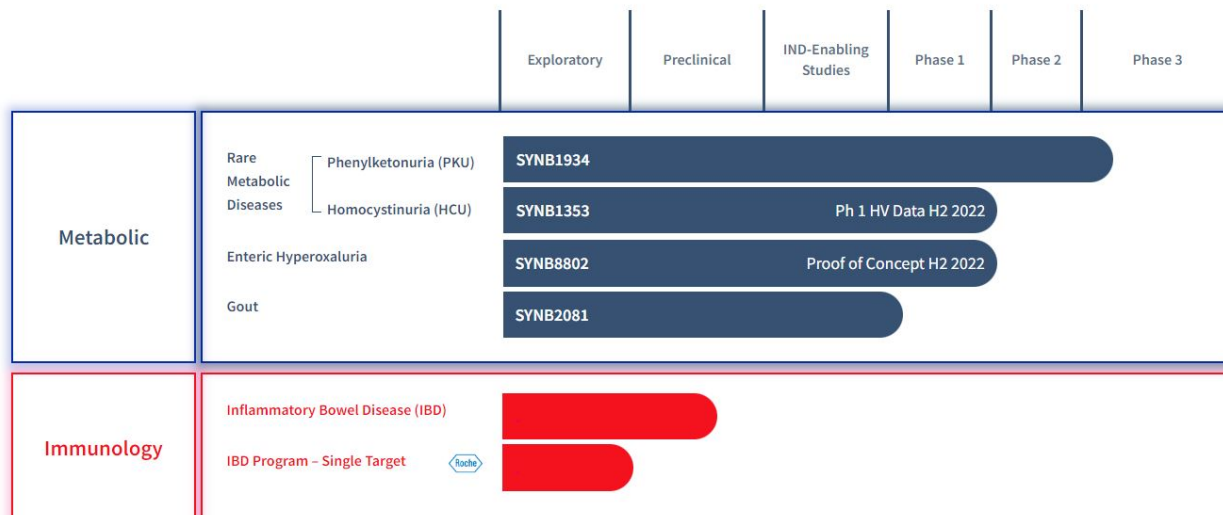 Exploratory
Preclinical
IND-Enabling
Studies
Phase 1
Phase 2
Phase 3
Metabolic
Rare
Metabolic
Diseases
Phenylketonuria (PKU)
SYNB1934
Homocystinuria (HCU)
SYNB1353
Ph 1 HV Data H2 2022
Enteric Hyperoxaluria
SYNB8802
Proof of Concept H2 2022
Gout
SYNB2081
Immunology
Inflammatory Bowel Disease (IBD)
IBD Program – Single Target
Roche